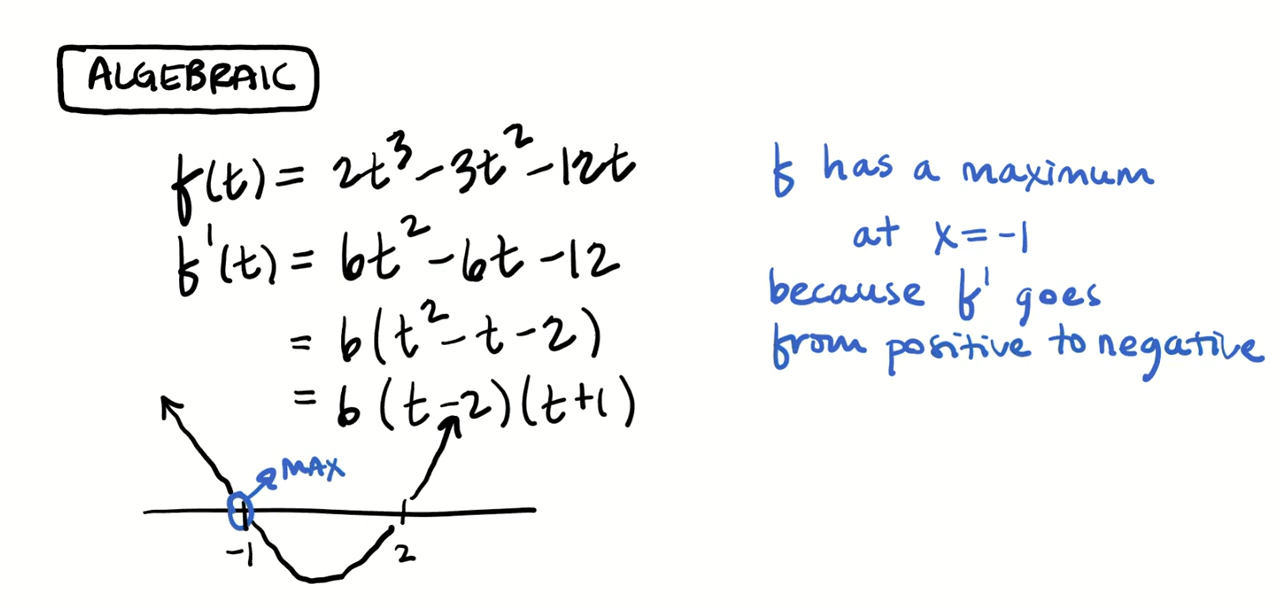 ALGEBRAIC
f(t) = 2t³ - 3t² - 12t
f'(t) = 6t² - 6t - 12
= 6(t² - t - 2)
= 6(t - 2)(t + 1)
MAX
-1
2
f has a maximum
at x = -1
because f' goes
from positive to negative